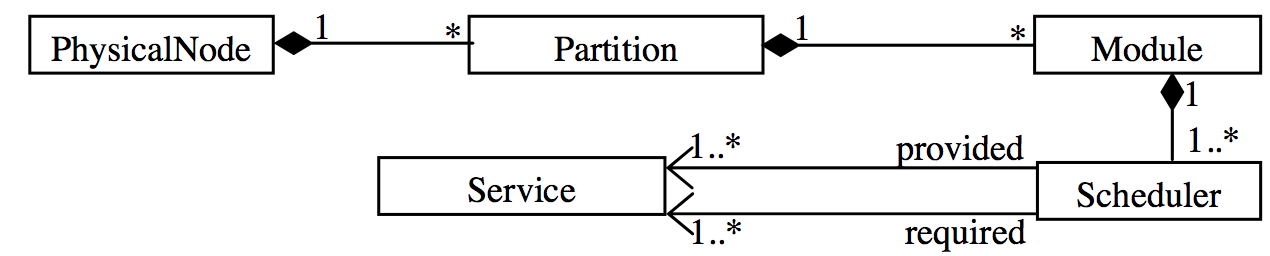 PhysicalNode 1 * Partition 1 * Module
1
1..*
1..* provided
Service Scheduler
1..* required